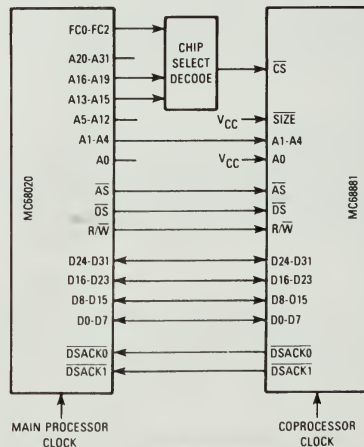 FC0-FC2
A20-A31
A16-A19
A13-A15
A5-A12
A1-A4
A0
AS
OS
R/W
D24-D31
D16-D23
D8-D15
D0-D7
DSACK0
DSACK1
MC68020
CHIP
SELECT
DECODE
VCC
VCC
CS
SIZE
A1-A4
A0
AS
DS
R/W
D24-D31
D16-D23
D8-O15
D0-D7
DSACK0
DSACK1
MC68881
MAIN PROCESSOR
CLOCK
COPROCESSOR
CLOCK